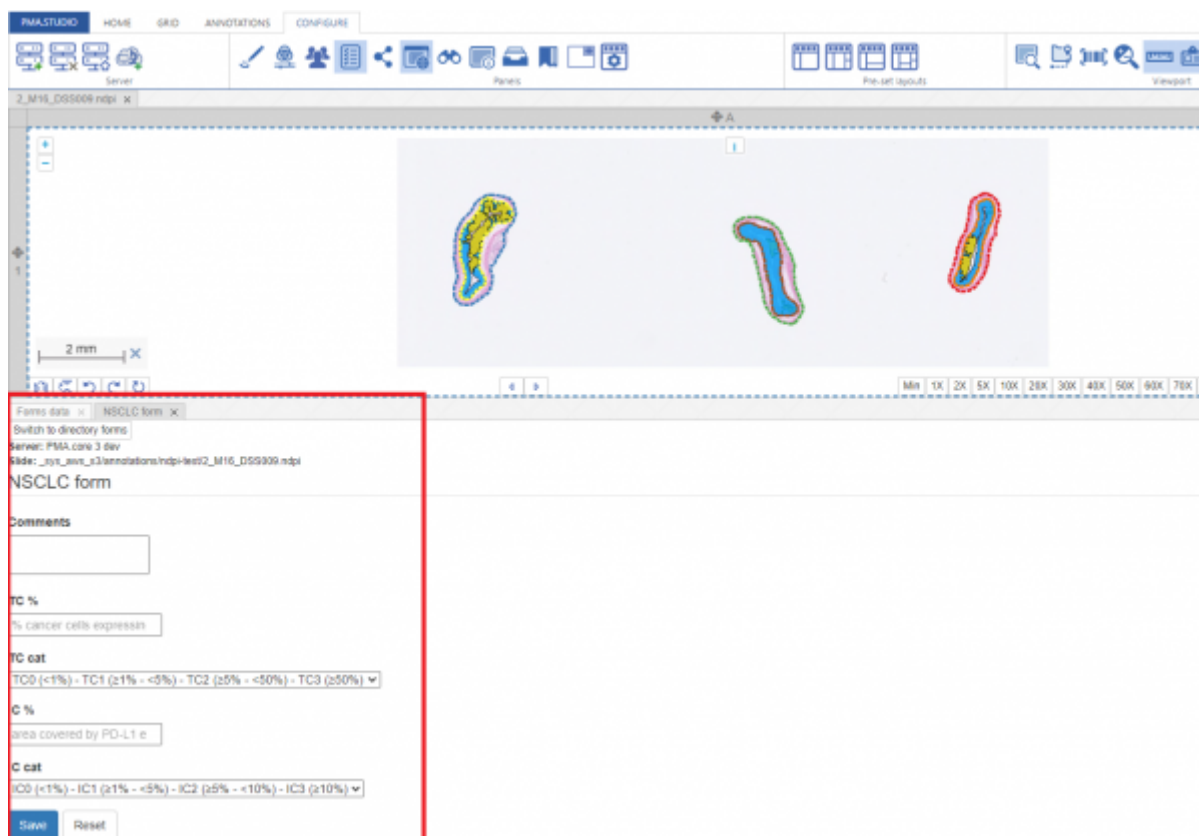 PMA.STUDIO HOME GRID ANNOTATIONS CONFIGURE
Server Panels Pre-set layouts Viewport
2_M16_DSS009.ndpi x
A
1
+
i
−
2 mm
Min 1X 2X 5X 10X 20X 30X 40X 50X 60X 70X
Forms data x NSCLC form x
Switch to directory forms
Server: PMA.core 3 dev
Slide: _sys_aws_s3/annotations/ndpi-test/2_M16_DSS009.ndpi
NSCLC form
Comments
TC %
% cancer cells expressin
TC cat
TC0 (<1%) - TC1 (≥1% - <5%) - TC2 (≥5% - <50%) - TC3 (≥50%)
IC %
area covered by PD-L1 e
IC cat
IC0 (<1%) - IC1 (≥1% - <5%) - IC2 (≥5% - <10%) - IC3 (≥10%)
Save Reset